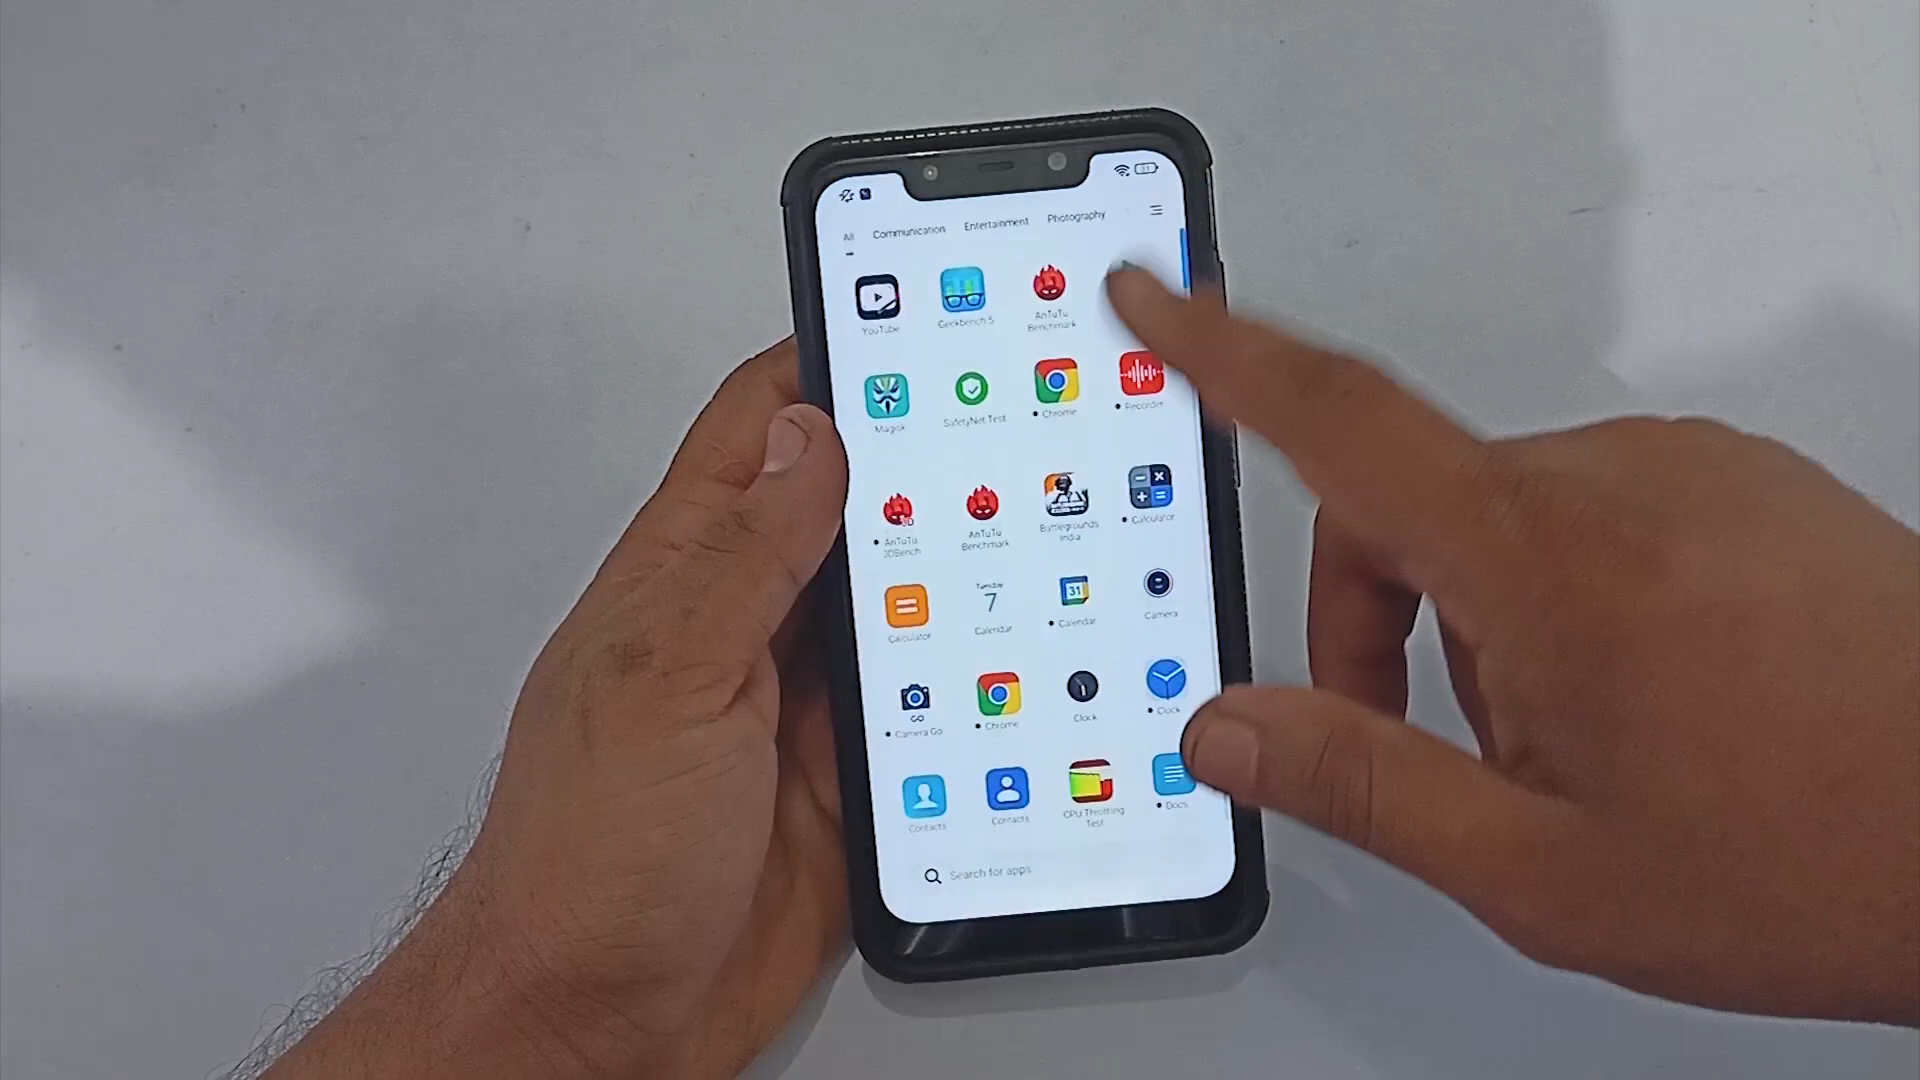 All Communication Entertainment Photography
YouTube Geekbench 5 AnTuTu Benchmark
Magisk SafetyNet Test Chrome Recorder
AnTuTu 3DBench AnTuTu Benchmark Battlegrounds India Calculator
Calculator Tuesday 7 Calendar 31 Calendar Camera
GO Camera Go Chrome Clock Clock
Contacts Contacts CPU Throttling Test Docs
Search for apps